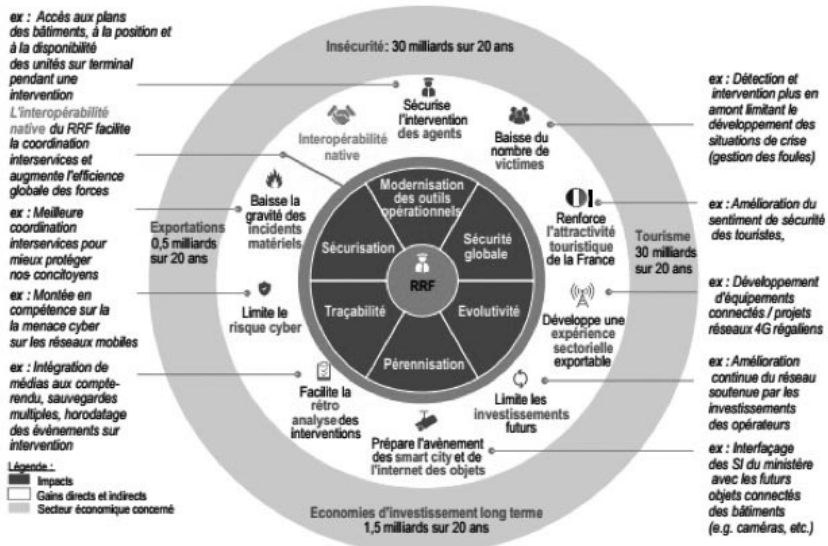 ex : Accès aux plans
des bâtiments, à la position et
à la disponibilité
des unités sur terminal
pendant une
intervention
L'interopérabilité
native du RRF facilite
la coordination
interservices et
augmente l'efficience
globale des forces
ex : Meilleure
coordination
interservices pour
mieux protéger
nos concitoyens
ex : Montée en
compétence sur la
la menace cyber
sur les réseaux mobiles
ex : Intégration de
médias aux compte-
rendu, sauvegardes
multiples, horodatage
des évènements sur
intervention
Légende :
Impacts
Gains directs et indirects
Secteur économique concerné
Insécurité: 30 milliards sur 20 ans
Exportations
0,5 milliards
sur 20 ans
Tourisme
30 milliards
sur 20 ans
Economies d'investissement long terme
1,5 milliards sur 20 ans
Interopérabilité
native
Sécurise
l'intervention
des agents
Baisse du
nombre de
victimes
Renforce
l'attractivité
touristique
de la France
Développe une
expérience
sectorielle
exportable
Limite les
investissements
futurs
Prépare l'avènement
des smart city et de
l'internet des objets
Facilite la
rétro
analyse des
interventions
Limite le
risque cyber
Baisse la
gravité des
incidents
matériels
Modernisation
des outils
opérationnels
Sécurité
globale
Evolutivité
Pérennisation
Traçabilité
Sécurisation
RRF
ex : Détection et
intervention plus en
amont limitant le
développement des
situations de crise
(gestion des foules)
ex : Amélioration du
sentiment de sécurité
des touristes,
ex : Développement
d'équipements
connectés / projets
réseaux 4G régaliens
ex : Amélioration
continue du réseau
soutenue par les
investissements
des opérateurs
ex : Interfaçage
des SI du ministère
avec les futurs
objets connectés
des bâtiments
(e.g. caméras, etc.)